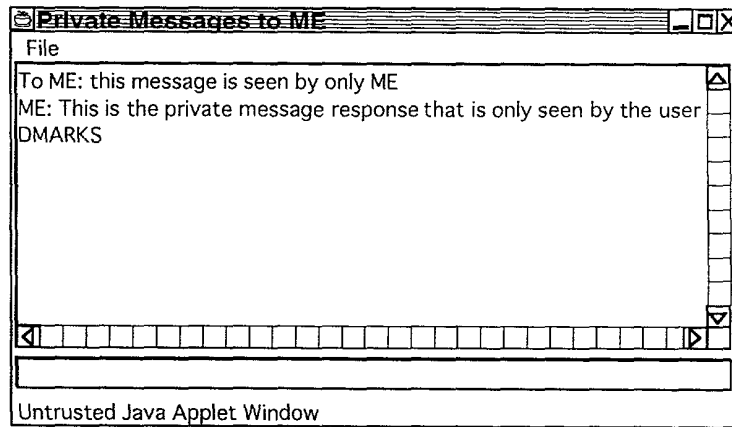 Private Messages to ME
File
To ME: this message is seen by only ME
ME: This is the private message response that is only seen by the user
DMARKS
Untrusted Java Applet Window